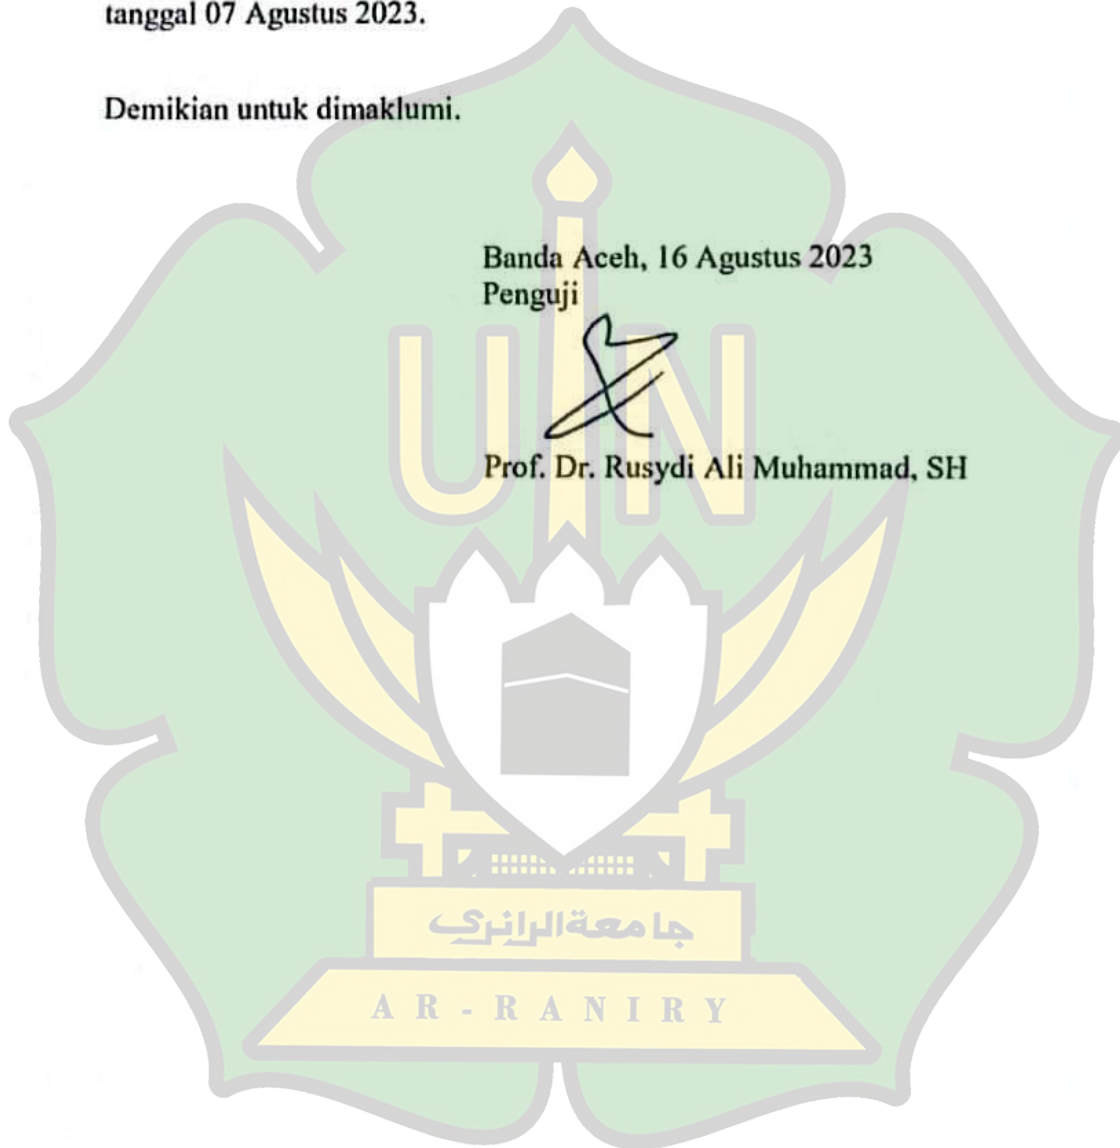 tanggal 07 Agustus 2023.
Demikian untuk dimaklumi.
Banda Aceh, 16 Agustus 2023
Penguji
Prof. Dr. Rusydi Ali Muhammad, SH
UIN
جامعةالرانري
AR-RANIRY